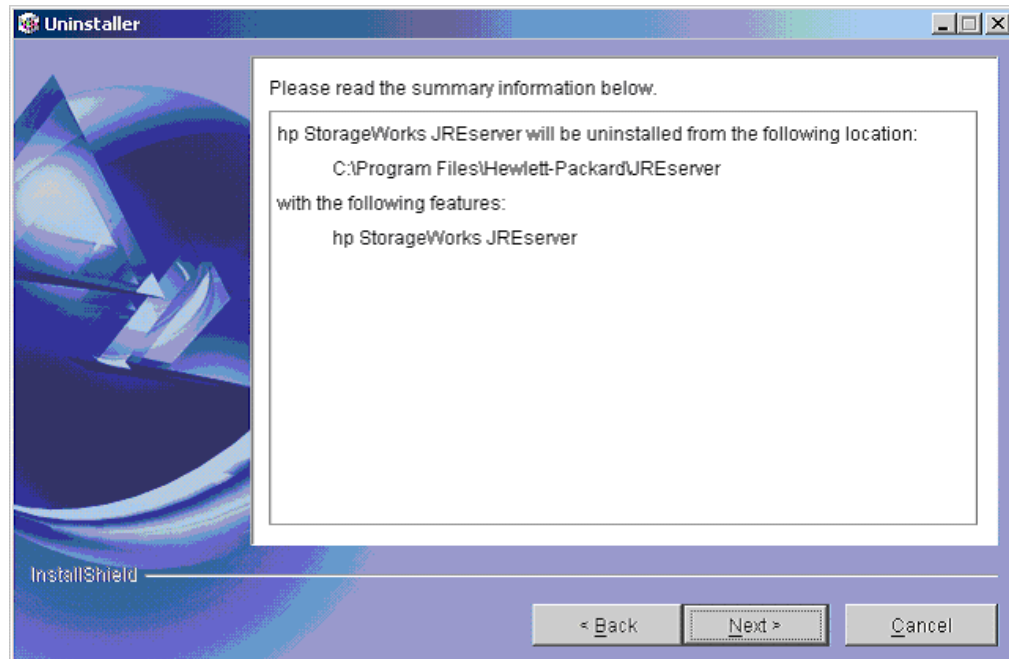 Uninstaller
Please read the summary information below.
hp StorageWorks JREserver will be uninstalled from the following location:
C:\Program Files\Hewlett-Packard\JREserver
with the following features:
hp StorageWorks JREserver
InstallShield
< Back
Next >
Cancel